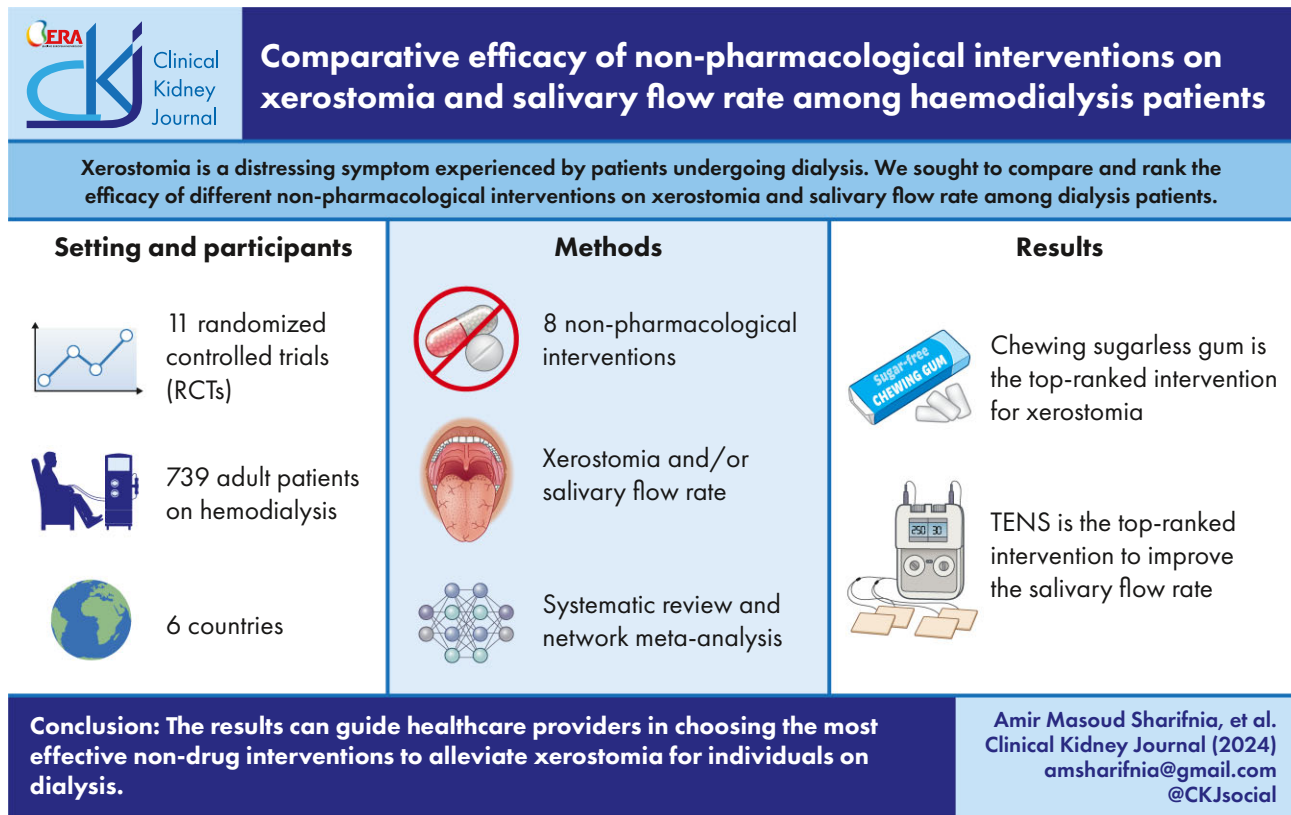 ERA
CKJ
Clinical
Kidney
Journal
Comparative efficacy of non-pharmacological interventions on
xerostomia and salivary flow rate among haemodialysis patients
Xerostomia is a distressing symptom experienced by patients undergoing dialysis. We sought to compare and rank the
efficacy of different non-pharmacological interventions on xerostomia and salivary flow rate among dialysis patients.
Setting and participants
11 randomized
controlled trials
(RCTs)
739 adult patients
on hemodialysis
6 countries
Methods
8 non-pharmacological
interventions
Xerostomia and/or
salivary flow rate
Systematic review and
network meta-analysis
Results
Sugar-free
CHEWING GUM
Chewing sugarless gum is
the top-ranked intervention
for xerostomia
250 30
TENS is the top-ranked
intervention to improve
the salivary flow rate
Conclusion: The results can guide healthcare providers in choosing the most
effective non-drug interventions to alleviate xerostomia for individuals on
dialysis.
Amir Masoud Sharifnia, et al.
Clinical Kidney Journal (2024)
amsharifnia@gmail.com
@CKJsocial